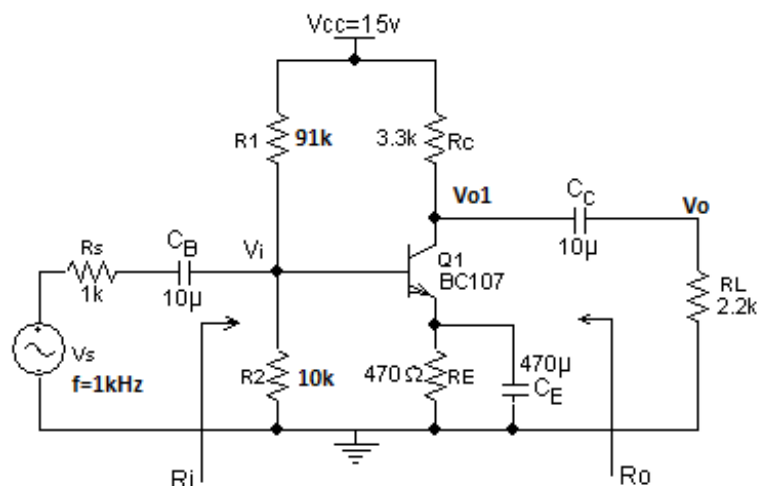 Vcc=15v
R1 91k
3.3k Rc
Vo1
CC
10µ
Vo
Rs
1k
CB
10µ
Vi
Q1
BC107
RL
2.2k
Vs
f=1kHz
R2 10k
470 Ω RE
470µ
CE
Ri
Ro